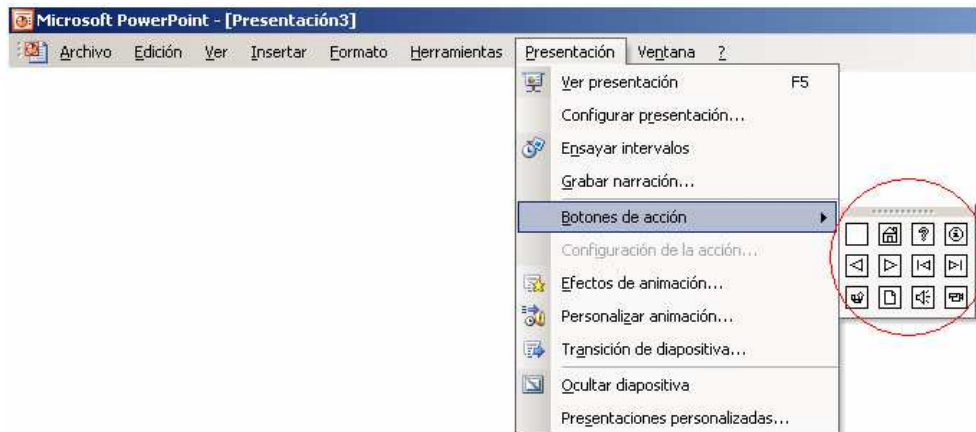 Microsoft PowerPoint - [Presentació3]
Archivo Edición Ver Insertar Formato Herramientas Presentación Ventana ?
Ver presentación F5
Configurar presentación...
Ensayar intervalos
Grabar narración...
Botones de acción
Configuración de la acción...
Efectos de animación...
Personalizar animación...
Transición de diapositiva...
Ocultar diapositiva
Presentaciones personalizadas...